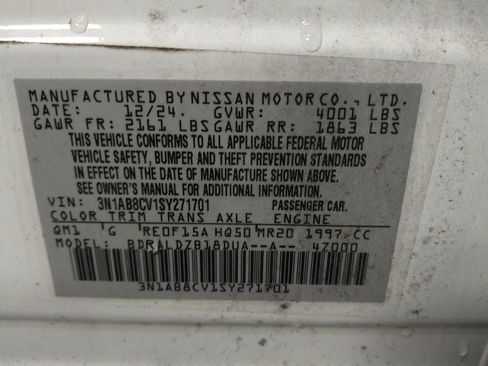 MANUFACTURED BY NISSAN MOTOR CO., LTD.
DATE: 12/24. GVWR: 4001 LBS
GAWR FR: 2161 LBS GAWR RR: 1863 LBS
THIS VEHICLE CONFORMS TO ALL APPLICABLE FEDERAL MOTOR
VEHICLE SAFETY, BUMPER AND THEFT PREVENTION STANDARDS
IN EFFECT ON THE DATE OF MANUFACTURE SHOWN ABOVE.
SEE OWNER'S MANUAL FOR ADDITIONAL INFORMATION.
VIN: 3N1AB8CV1SY271701 PASSENGER CAR.
COLOR TRIM TRANS AXLE ENGINE
QM1 G RE0F15A HQ50 MR20 1997 CC
MODEL: BDRALDZB18DUA--A-- 47000
3N1AB8CV1SY271701